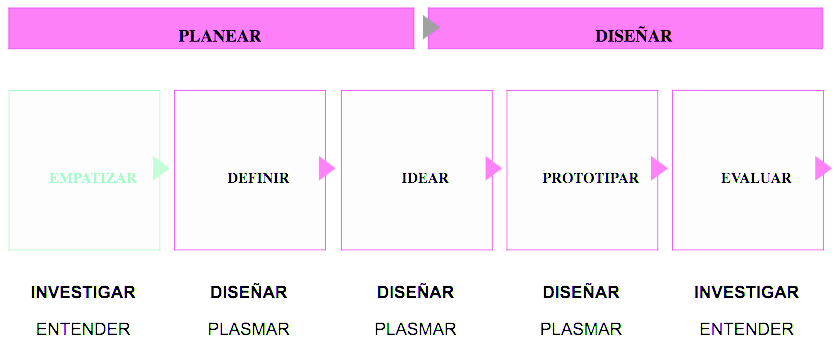 PLANEAR DISEÑAR
EMPATIZAR DEFINIR IDEAR PROTOTIPAR EVALUAR
INVESTIGAR DISEÑAR DISEÑAR DISEÑAR INVESTIGAR
ENTENDER PLASMAR PLASMAR PLASMAR ENTENDER